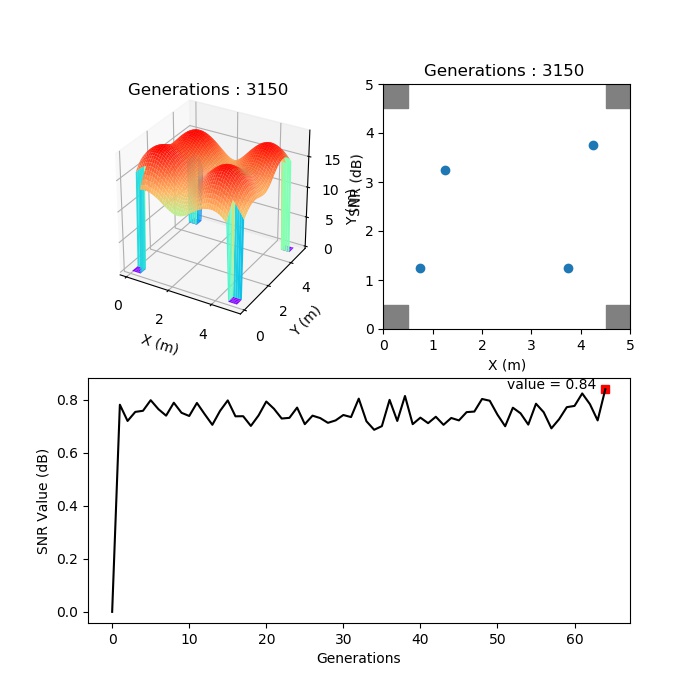 Generations : 3150
15
10
5
0
SNR (dB)
0
2
4
X (m)
0
2
4
Y (m)
Generations : 3150
5
4
3
2
1
0
Y (m)
0 1 2 3 4 5
X (m)
value = 0.84
0.8
0.6
0.4
0.2
0.0
SNR Value (dB)
0 10 20 30 40 50 60
Generations